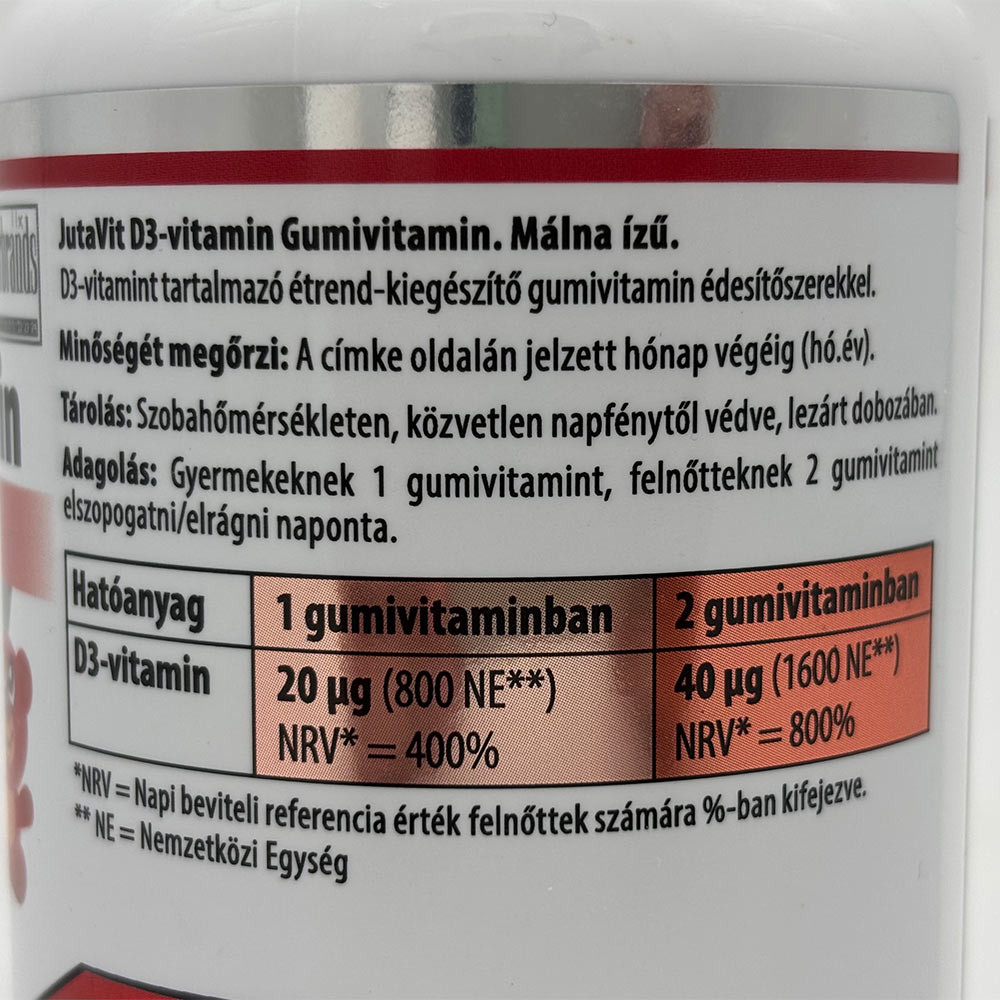 JutaVit D3-vitamin Gumivitamin. Málna ízű.
D3-vitamint tartalmazó étrend-kiegészítő gumivitamin édesítőszerekkel.
Minőségét megőrzi: A címke oldalán jelzett hónap végéig (hó.év).
Tárolás: Szobahőmérsékleten, közvetlen napfénytől védve, lezárt dobozában.
Adagolás: Gyermekeknek 1 gumivitamint, felnőtteknek 2 gumivitamint
elszopogatni/elrágni naponta.
Hatóanyag 1 gumivitaminban 2 gumivitaminban
D3-vitamin 20 µg (800 NE**) 40 µg (1600 NE**)
NRV* = 400% NRV* = 800%
*NRV = Napi beviteli referencia érték felnőttek számára %-ban kifejezve.
** NE = Nemzetközi Egység